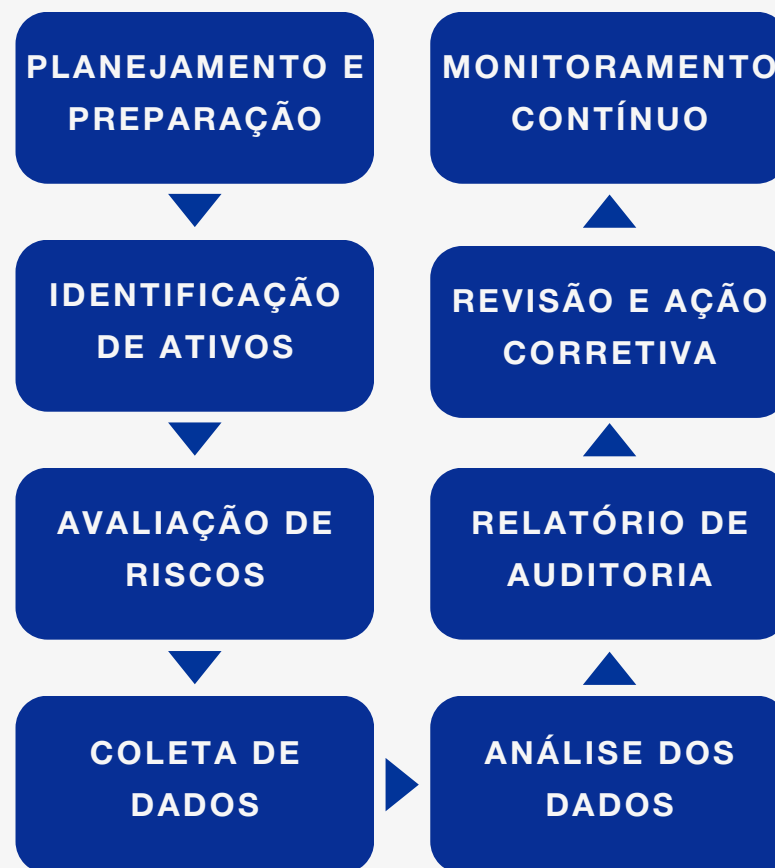 PLANEJAMENTO E
PREPARAÇÃO
IDENTIFICAÇÃO
DE ATIVOS
AVALIAÇÃO DE
RISCOS
COLETA DE
DADOS
ANÁLISE DOS
DADOS
RELATÓRIO DE
AUDITORIA
REVISÃO E AÇÃO
CORRETIVA
MONITORAMENTO
CONTÍNUO